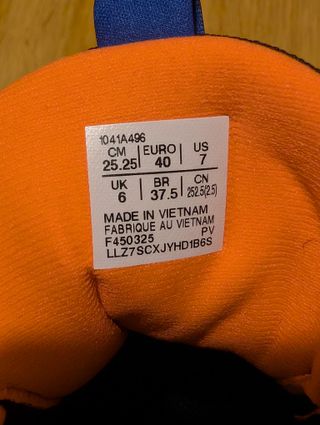 1041A496
CM EURO US
25.25 40 7
UK BR CN
6 37.5 252.5(2.5)
MADE IN VIETNAM
FABRIQUE AU VIETNAM
F450325 PV
LLZ7SCXJYHD1B6S